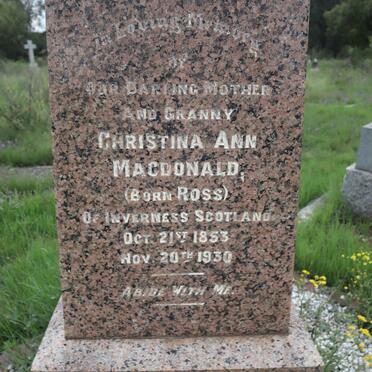 In Loving Memory
of
Our Darling Mother
and Granny
Christina Ann
Macdonald,
(Born Ross)
Of Inverness Scotland
Oct. 21st 1853
Nov. 20th 1930
Abide With Me